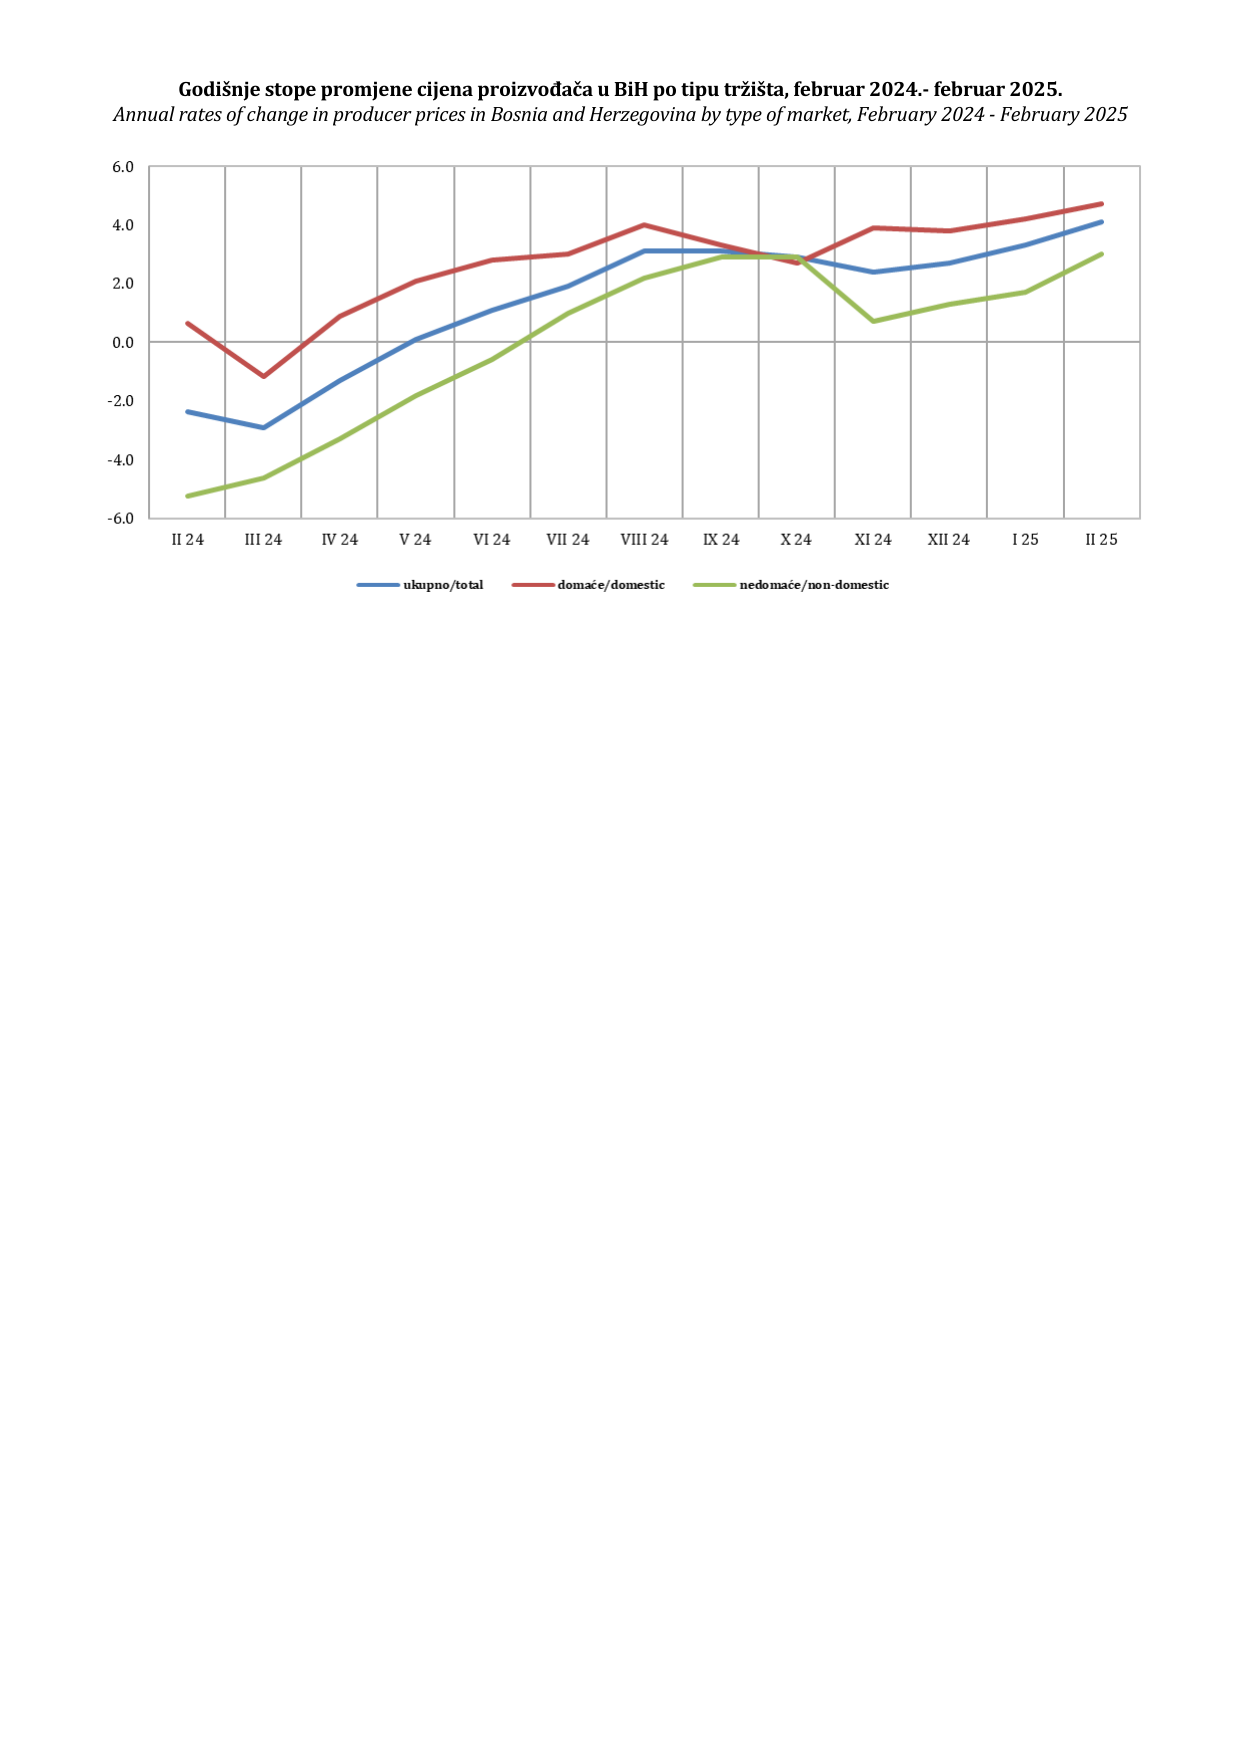 Godišnje stope promjene cijena proizvođača u BiH po tipu tržišta, februar 2024.- februar 2025.
Annual rates of change in producer prices in Bosnia and Herzegovina by type of market, February 2024 - February 2025
6.0
4.0
2.0
0.0
-2.0
-4.0
-6.0
II 24 III 24 IV 24 V 24 VI 24 VII 24 VIII 24 IX 24 X 24 XI 24 XII 24 I 25 II 25
ukupno/total domaće/domestic nedomaće/non-domestic